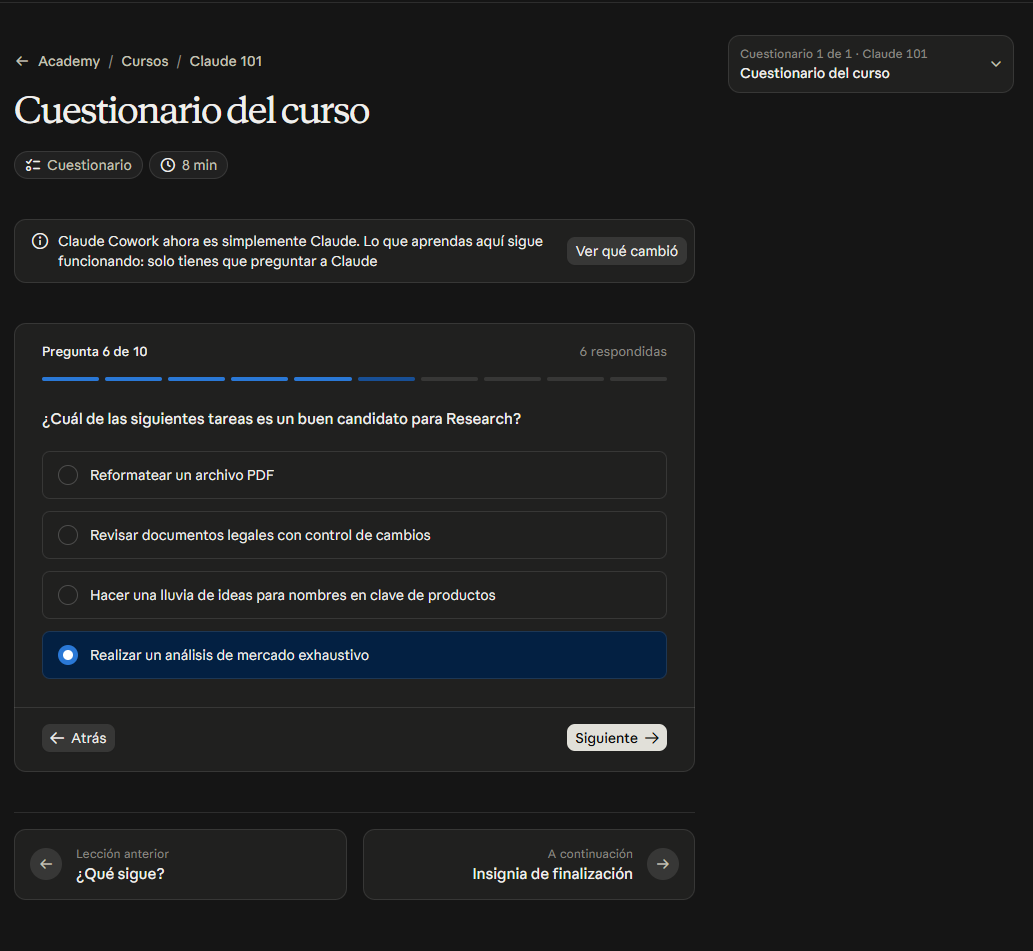 Academy / Cursos / Claude 101
Cuestionario 1 de 1 · Claude 101
Cuestionario del curso
Cuestionario del curso
Cuestionario
8 min
Claude Cowork ahora es simplemente Claude. Lo que aprendas aquí sigue
funcionando: solo tienes que preguntar a Claude
Ver qué cambió
Pregunta 6 de 10
6 respondidas
¿Cuál de las siguientes tareas es un buen candidato para Research?
Reformatear un archivo PDF
Revisar documentos legales con control de cambios
Hacer una lluvia de ideas para nombres en clave de productos
Realizar un análisis de mercado exhaustivo
Atrás
Siguiente
Lección anterior
¿Qué sigue?
A continuación
Insignia de finalización